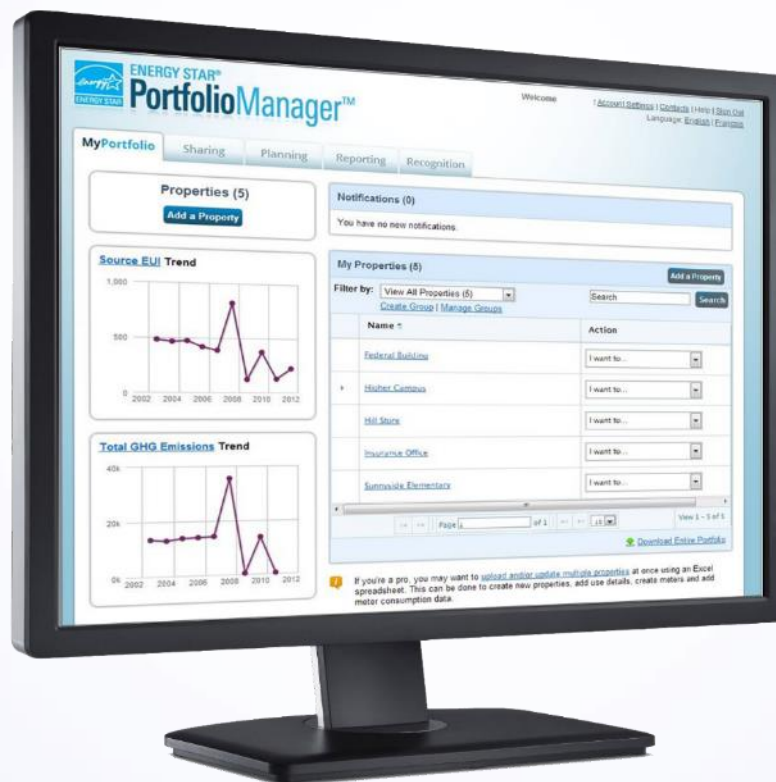 ENERGY STAR®
PortfolioManager™
ENERGY STAR
Welcome
| Account Settings | Contacts | Help | Sign Out
Language: English | Français
MyPortfolio
Sharing
Planning
Reporting
Recognition
Properties (5)
Add a Property
Source EUI Trend
1,000
500
0
2002 2004 2006 2008 2010 2012
Total GHG Emissions Trend
40k
20k
0k
2002 2004 2006 2008 2010 2012
Notifications (0)
You have no new notifications.
My Properties (5)
Add a Property
Filter by: View All Properties (5)
Search
Search
Create Group | Manage Groups
Name
Action
Federal Building
I want to...
Higher Campus
I want to...
Hill Store
I want to...
Insurance Office
I want to...
Sunnyside Elementary
I want to...
Page
of 1
View 1 - 5 of 5
Download Entire Portfolio
If you're a pro, you may want to upload and/or update multiple properties at once using an Excel
spreadsheet. This can be done to create new properties, add use details, create meters and add
meter consumption data.